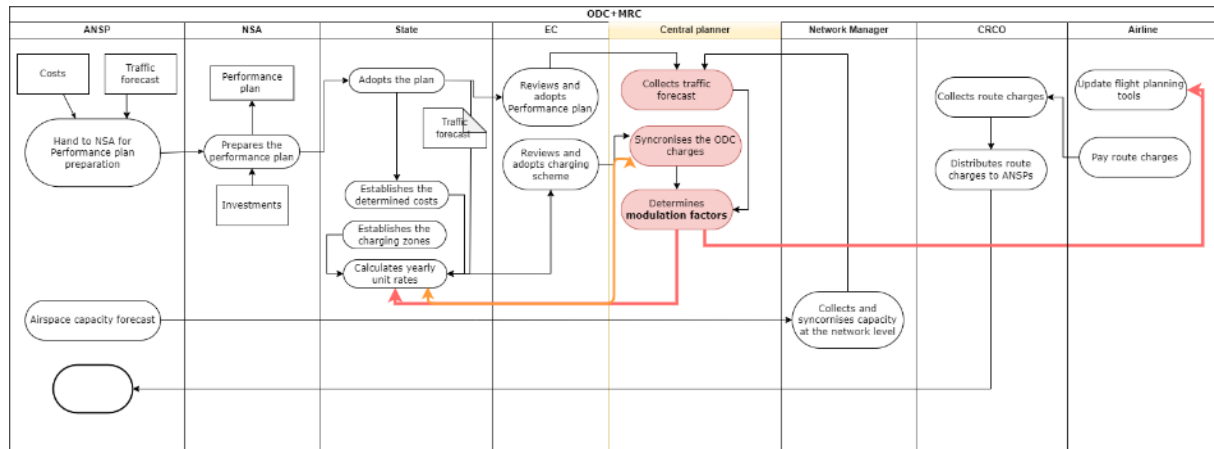 ODC+MRC
ANSP
NSA
State
EC
Central planner
Network Manager
CRCO
Airline
Costs
Traffic
forecast
Hand to NSA for
Performance plan
preparation
Airspace capacity forecast
Performance
plan
Prepares the
performance plan
Investments
Adopts the plan
Traffic
forecast
Establishes the
determined costs
Establishes the
charging zones
Calculates yearly
unit rates
Reviews and
adopts
Performance plan
Reviews and
adopts charging
scheme
Collects traffic
forecast
Syncronises the ODC
charges
Determines
modulation factors
Collects and
syncornises capacity
at the network level
Collects route charges
Distributes route
charges to ANSPs
Update flight planning
tools
Pay route charges